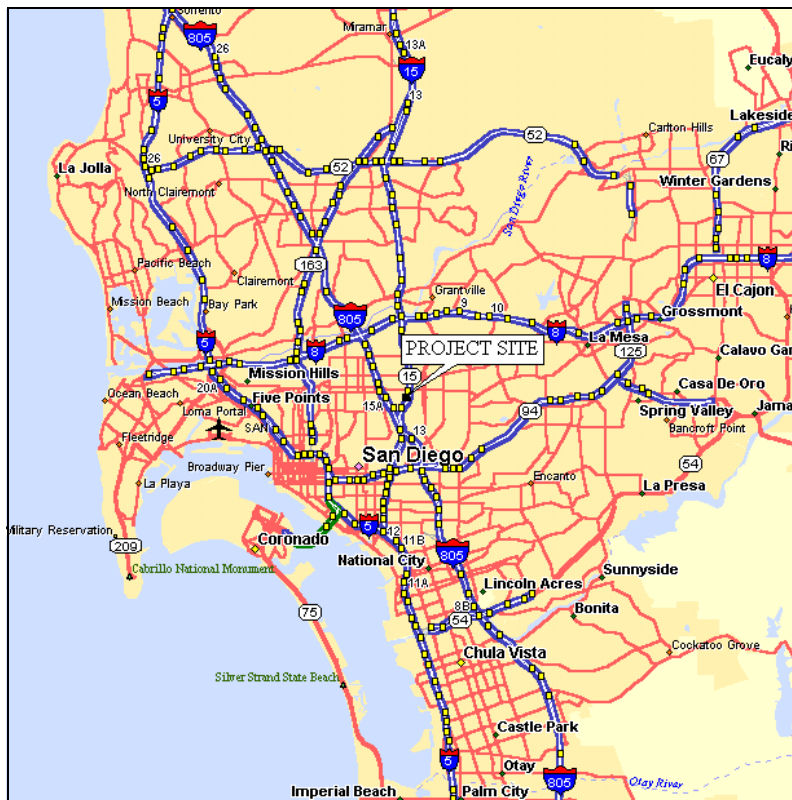 Sorrento
805
26
Miramar
13A
15
13
Eucaly
5
Lakeside
University City
52
Carlton Hills
67
26
52
La Jolla
Winter Gardens
North Clairemont
San Diego River
163
Pacific Beach
Clairemont
8
Grantville
El Cajon
Mission Beach
Bay Park
805
9
10
Grossmont
5
8
8
La Mesa
PROJECT SITE
125
Calavo Gar
Mission Hills
15
20A
Casa De Oro
Ocean Beach
Five Points
Loma Portal
15A
94
Spring Valley
Jama
SAN
13
Bancroft Point
Fleetridge
San Diego
54
Broadway Pier
Encanto
La Playa
La Presa
Military Reservation
5
12
209
Coronado
11B
805
National City
Cabrillo National Monument
11A
Sunnyside
Lincoln Acres
75
8B
54
Bonita
Cockatoo Grove
Chula Vista
Silver Strand State Beach
Castle Park
5
Otay
805
Otay River
Imperial Beach
Palm City